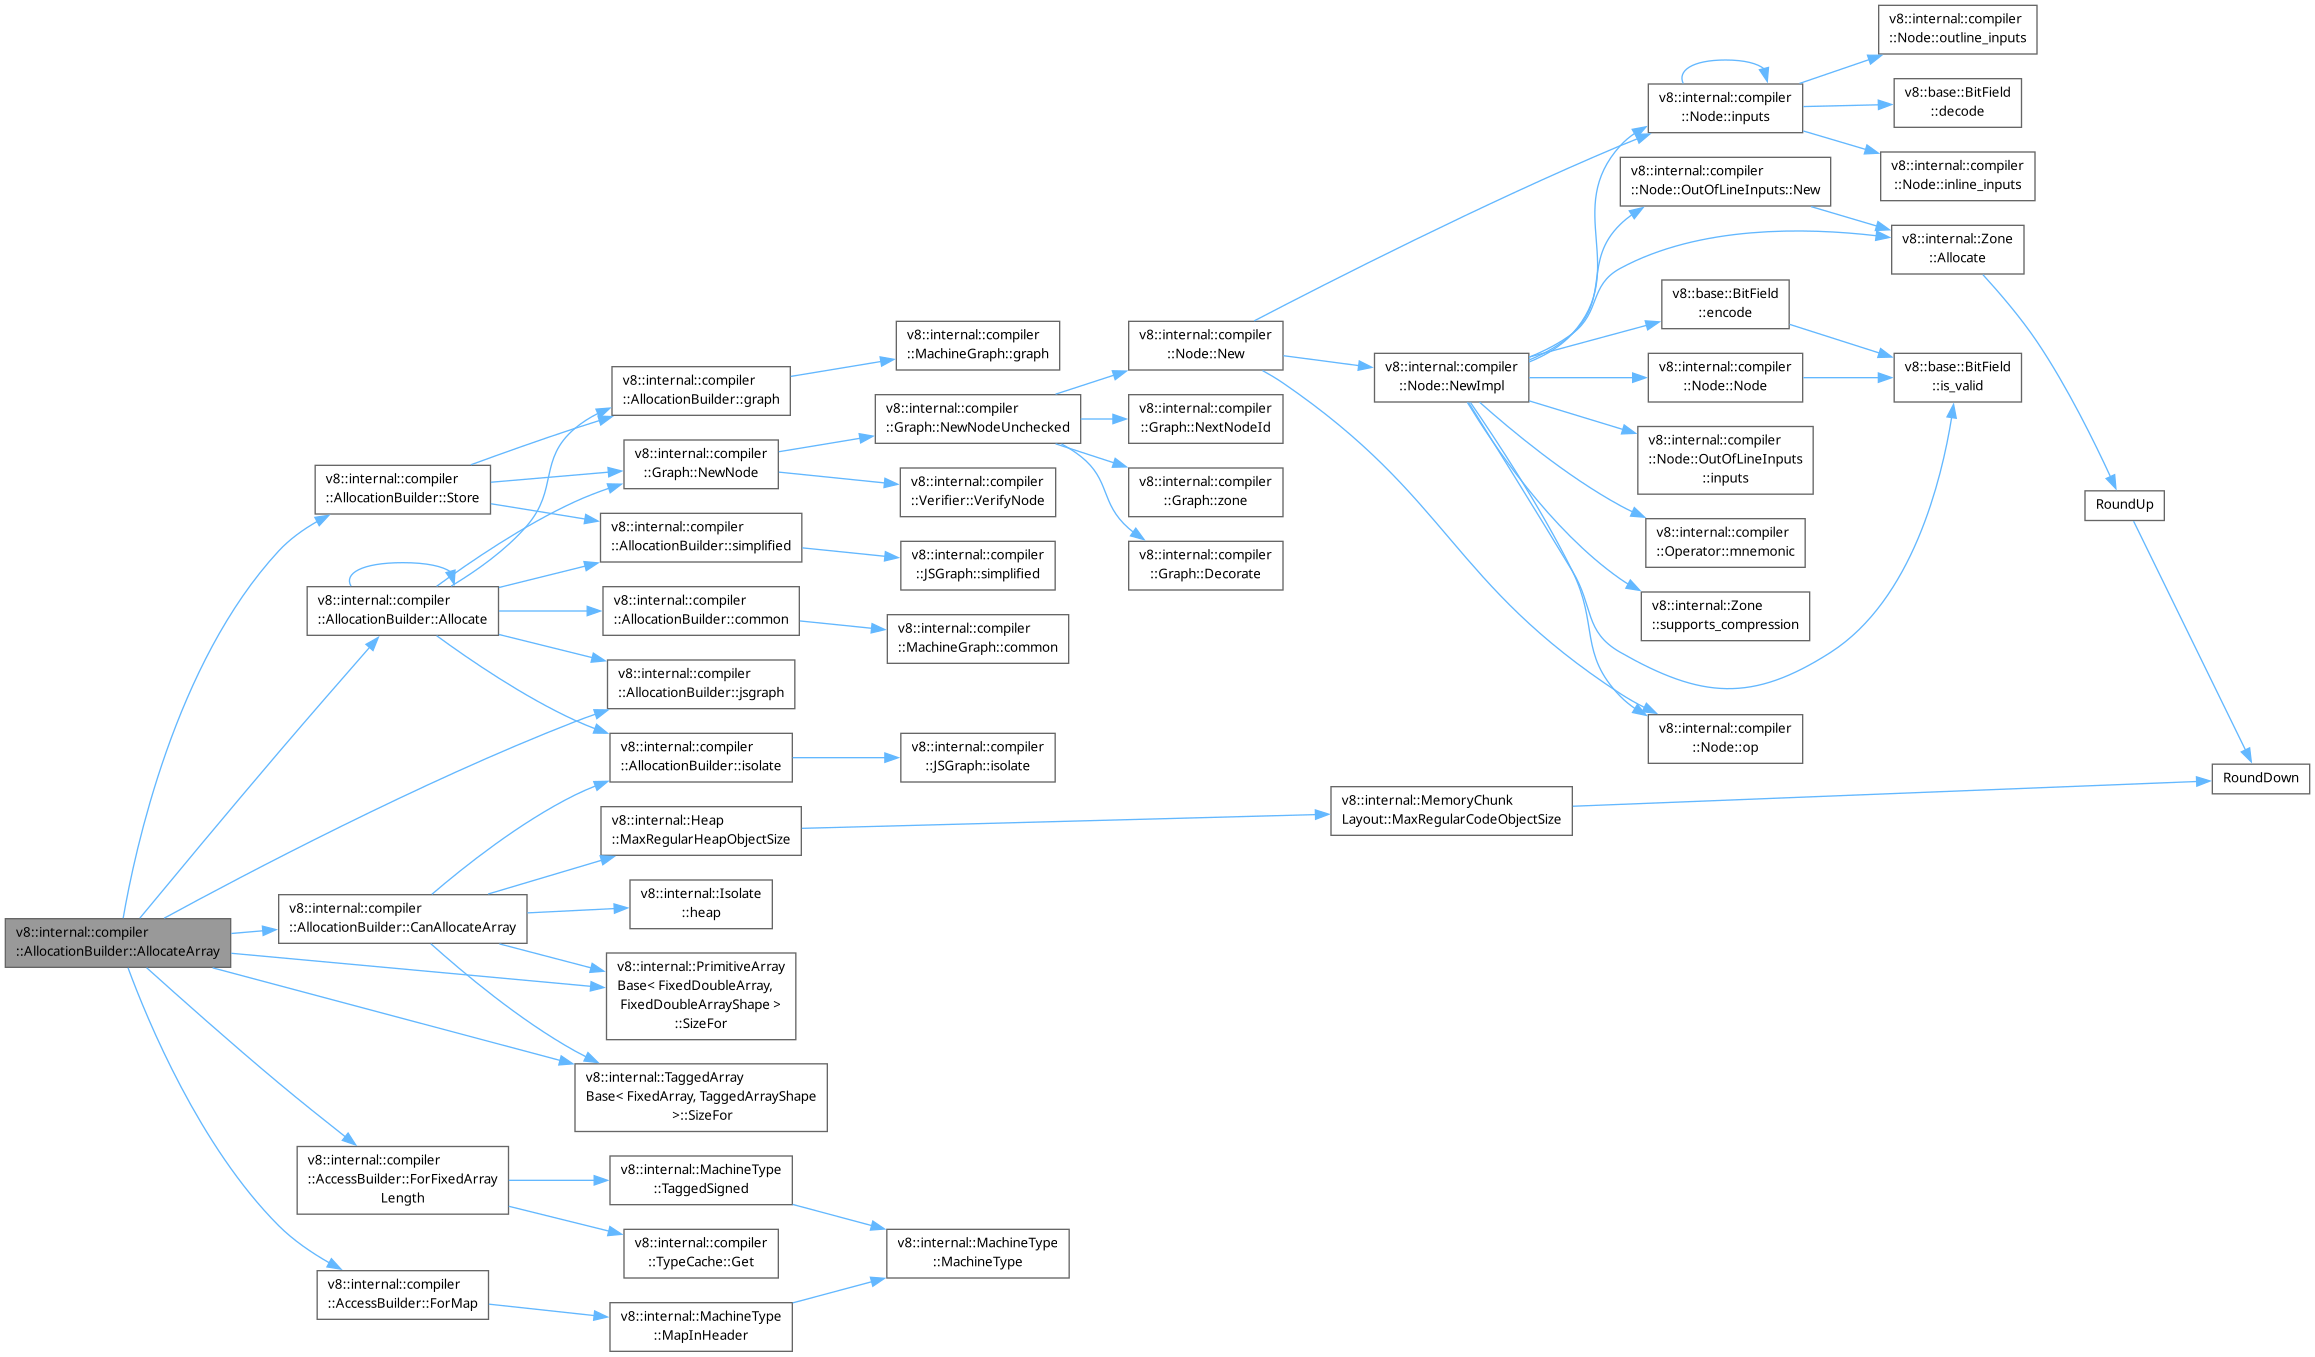 v8::internal::compiler
::AllocationBuilder::AllocateArray
v8::internal::compiler
::AllocationBuilder::Store
v8::internal::compiler
::AllocationBuilder::Allocate
v8::internal::compiler
::AllocationBuilder::CanAllocateArray
v8::internal::compiler
::AccessBuilder::ForFixedArray
Length
v8::internal::compiler
::AccessBuilder::ForMap
v8::internal::compiler
::AllocationBuilder::graph
v8::internal::compiler
::Graph::NewNode
v8::internal::compiler
::AllocationBuilder::simplified
v8::internal::compiler
::AllocationBuilder::common
v8::internal::compiler
::AllocationBuilder::jsgraph
v8::internal::compiler
::AllocationBuilder::isolate
v8::internal::Heap
::MaxRegularHeapObjectSize
v8::internal::Isolate
::heap
v8::internal::PrimitiveArray
Base< FixedDoubleArray,
FixedDoubleArrayShape >
::SizeFor
v8::internal::TaggedArray
Base< FixedArray, TaggedArrayShape
>::SizeFor
v8::internal::MachineType
::TaggedSigned
v8::internal::compiler
::TypeCache::Get
v8::internal::MachineType
::MapInHeader
v8::internal::compiler
::MachineGraph::graph
v8::internal::compiler
::Graph::NewNodeUnchecked
v8::internal::compiler
::Verifier::VerifyNode
v8::internal::compiler
::JSGraph::simplified
v8::internal::compiler
::MachineGraph::common
v8::internal::compiler
::JSGraph::isolate
v8::internal::MachineType
::MachineType
v8::internal::compiler
::Node::New
v8::internal::compiler
::Graph::NextNodeId
v8::internal::compiler
::Graph::zone
v8::internal::compiler
::Graph::Decorate
v8::internal::MemoryChunk
Layout::MaxRegularCodeObjectSize
v8::internal::compiler
::Node::NewImpl
v8::internal::compiler
::Node::inputs
v8::internal::compiler
::Node::OutOfLineInputs::New
v8::base::BitField
::encode
v8::internal::compiler
::Node::Node
v8::internal::compiler
::Node::OutOfLineInputs
::inputs
v8::internal::compiler
::Operator::mnemonic
v8::internal::Zone
::supports_compression
v8::internal::compiler
::Node::op
v8::internal::compiler
::Node::outline_inputs
v8::base::BitField
::decode
v8::internal::compiler
::Node::inline_inputs
v8::internal::Zone
::Allocate
v8::base::BitField
::is_valid
RoundUp
RoundDown